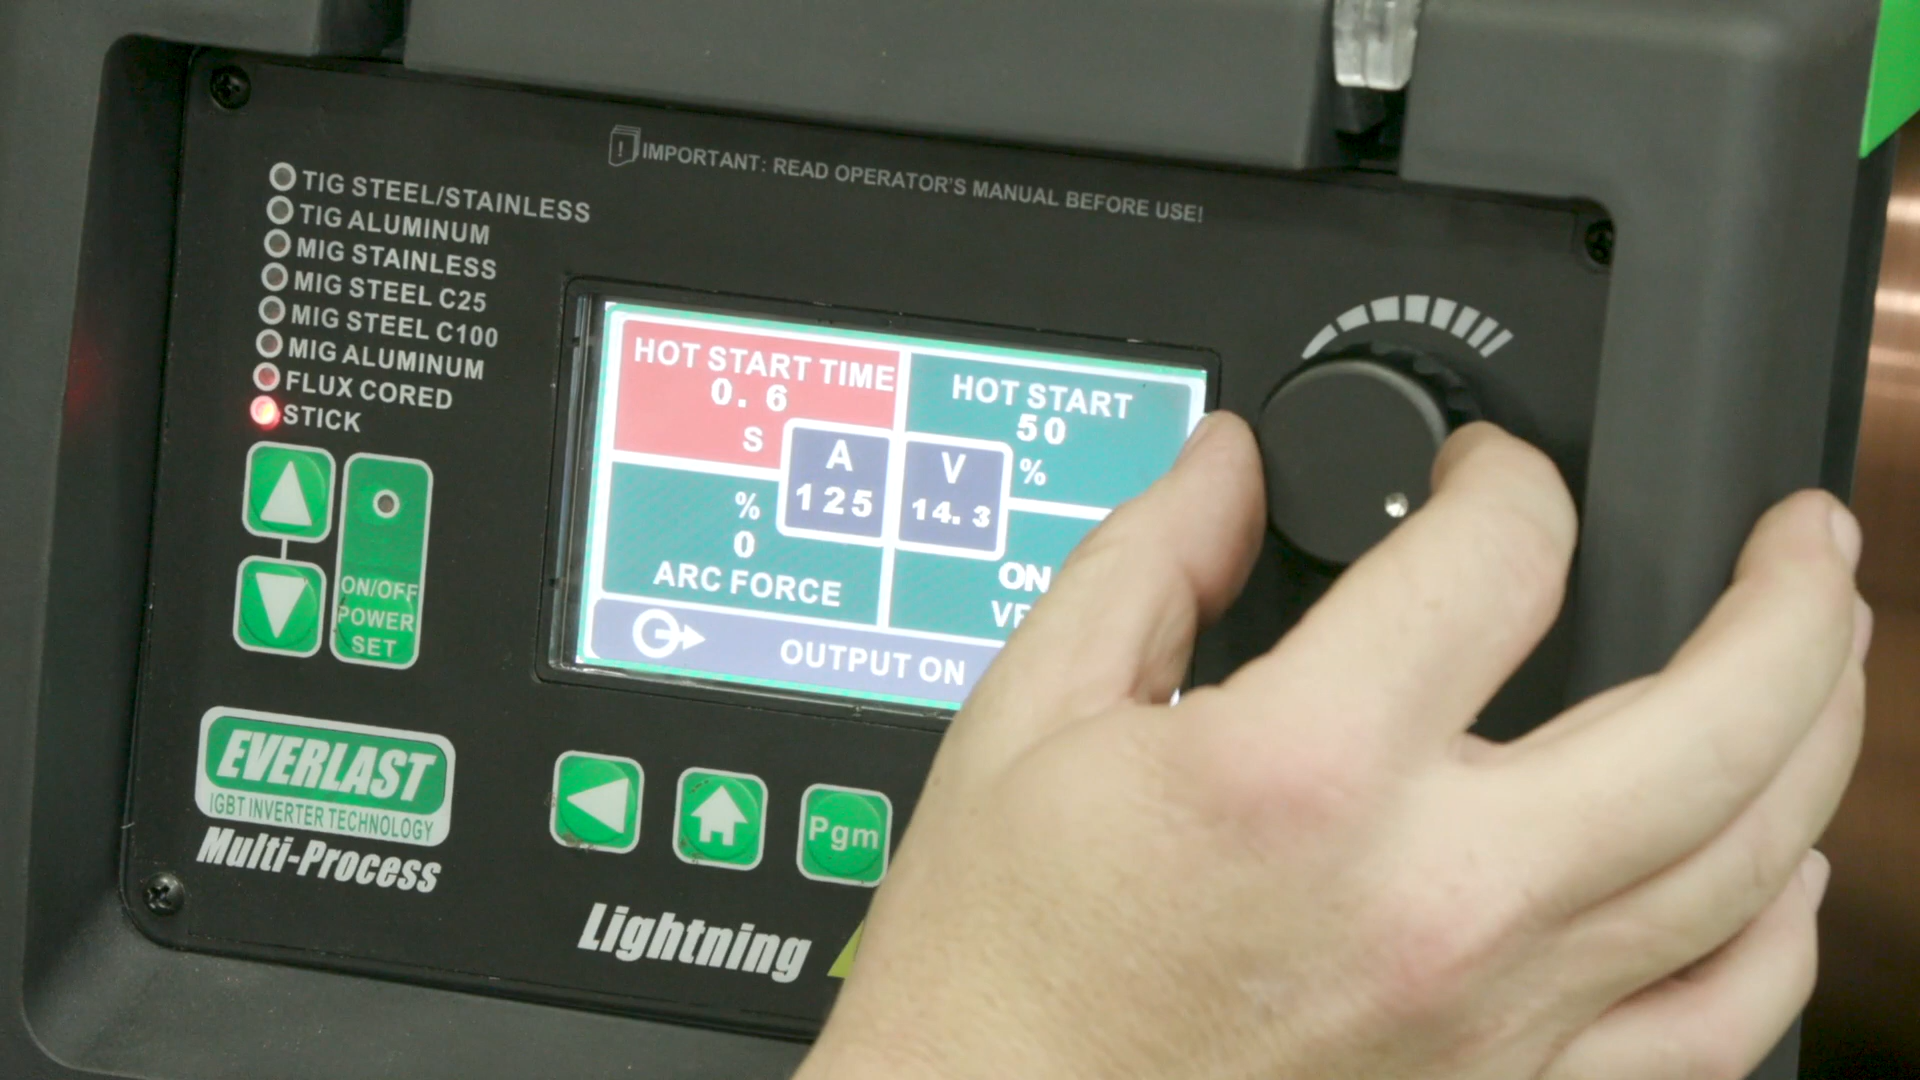 IMPORTANT: READ OPERATOR'S MANUAL BEFORE USE!
TIG STEEL/STAINLESS
TIG ALUMINUM
MIG STAINLESS
MIG STEEL C25
MIG STEEL C100
MIG ALUMINUM
FLUX CORED
STICK
ON/OFF
POWER
SET
HOT START TIME
0.6
S
HOT START
50
%
A
125
V
14.3
%
0
ARC FORCE
ON
OUTPUT ON
EVERLAST
IGBT INVERTER TECHNOLOGY
Multi-Process
Pgm
Lightning